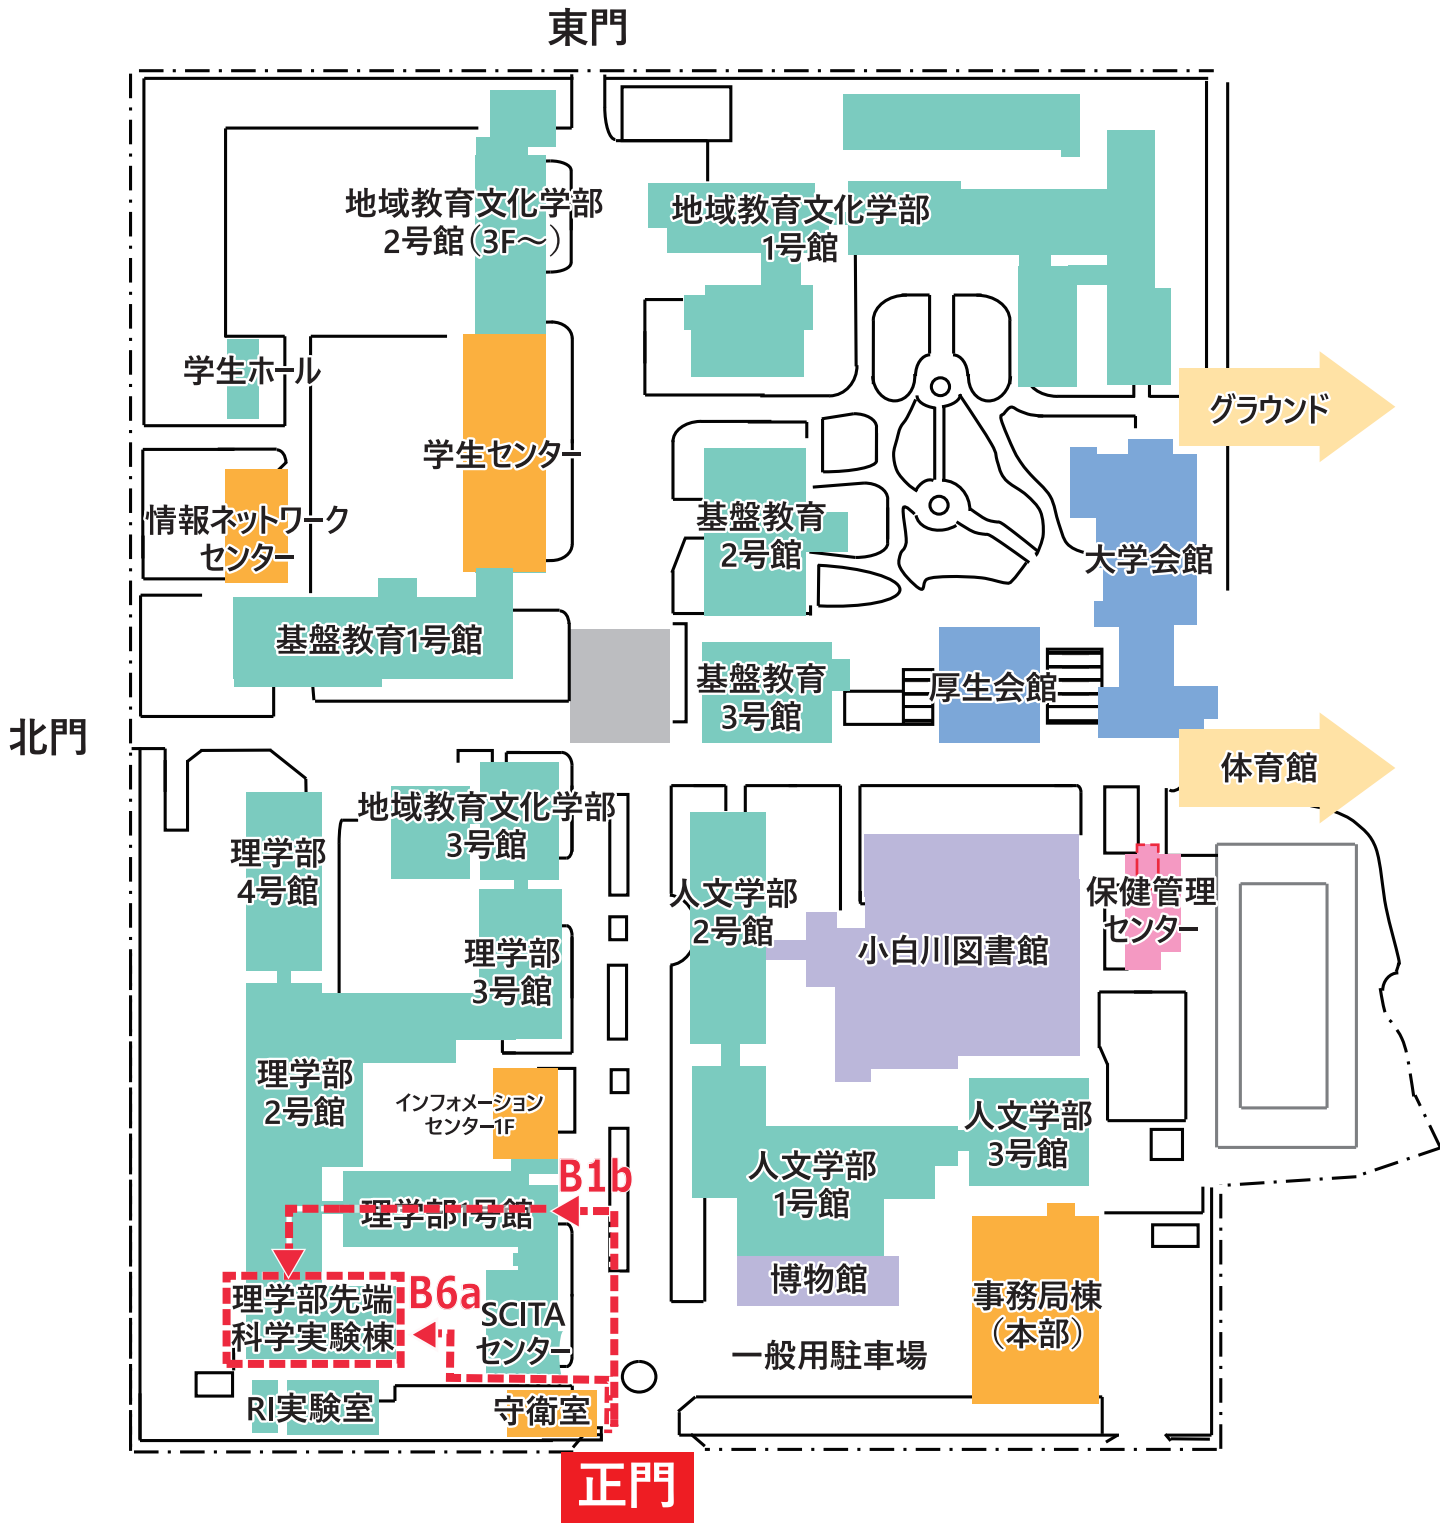 東門
地域教育文化学部
2号館(3F～)
地域教育文化学部
1号館
学生ホール
グラウンド
学生センター
情報ネットワーク
センター
基盤教育
2号館
大学会館
基盤教育1号館
基盤教育
3号館
厚生会館
北門
体育館
地域教育文化学部
3号館
理学部
4号館
人文学部
2号館
保健管理
センター
小白川図書館
理学部
3号館
理学部
2号館
インフォメーション
センター1F
人文学部
3号館
B1b
人文学部
1号館
理学部1号館
博物館
B6a
理学部先端
科学実験棟
SCITA
センター
事務局棟
(本部)
一般用駐車場
RI実験室
守衛室
正門